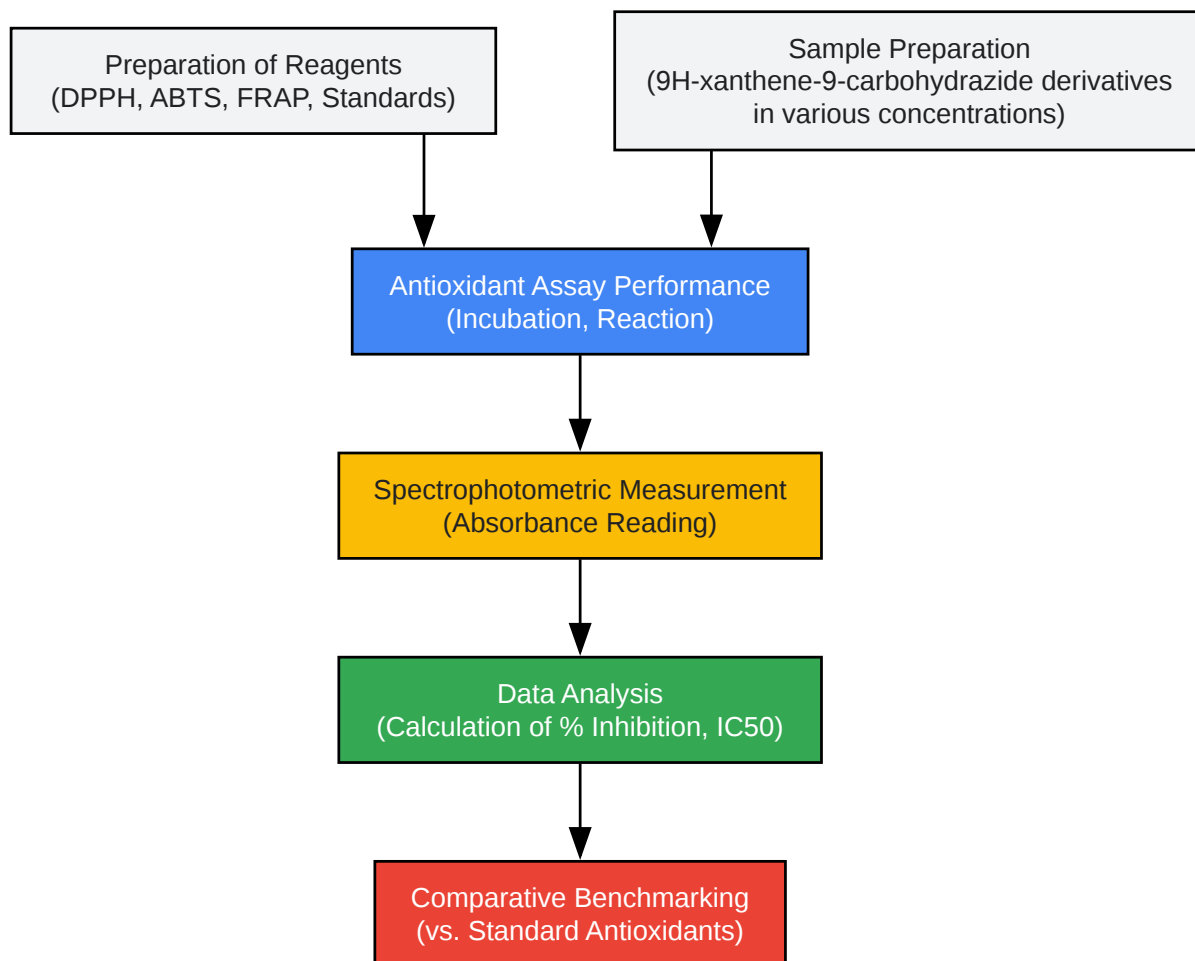 Preparation of Reagents
(DPPH, ABTS, FRAP, Standards)
Sample Preparation
(9H-xanthene-9-carbohydrazide derivatives
in various concentrations)
Antioxidant Assay Performance
(Incubation, Reaction)
Spectrophotometric Measurement
(Absorbance Reading)
Data Analysis
(Calculation of % Inhibition, IC50)
Comparative Benchmarking
(vs. Standard Antioxidants)